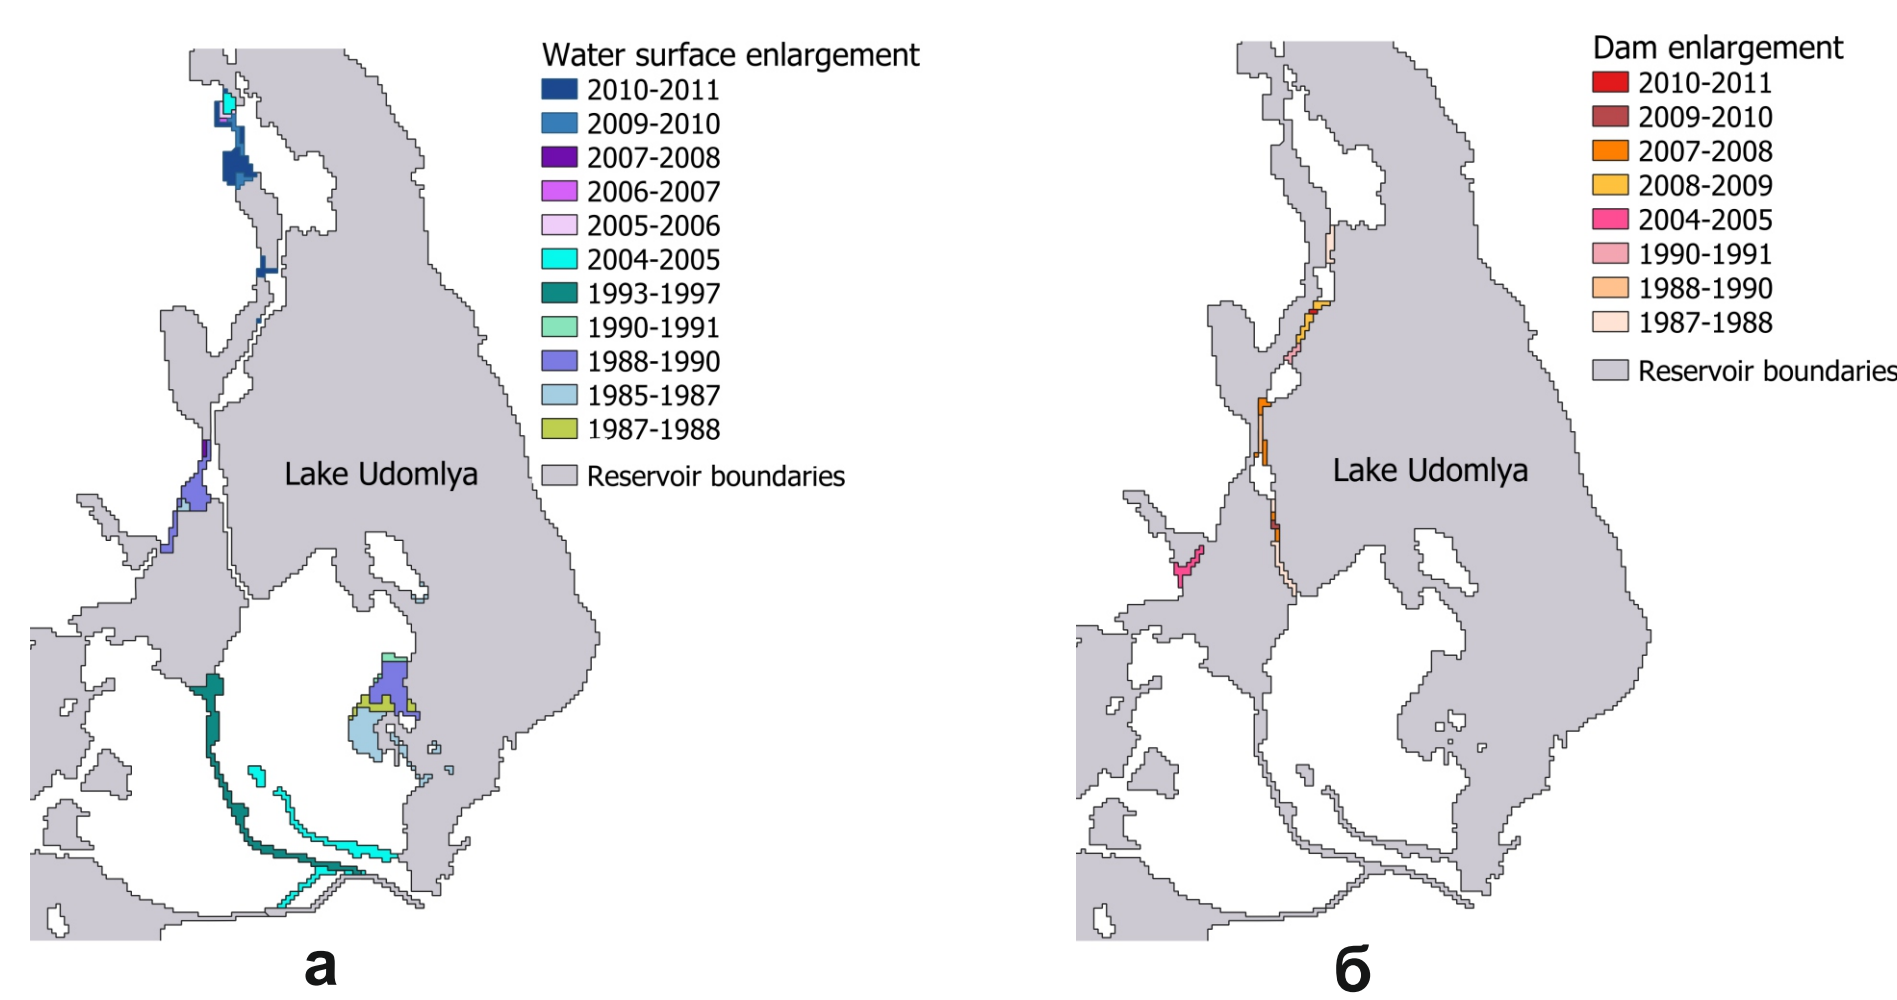 Water surface enlargement
2010-2011
2009-2010
2007-2008
2006-2007
2005-2006
2004-2005
1993-1997
1990-1991
1988-1990
1985-1987
1987-1988
Reservoir boundaries
Lake Udomlya
а
Dam enlargement
2010-2011
2009-2010
2007-2008
2008-2009
2004-2005
1990-1991
1988-1990
1987-1988
Reservoir boundaries
Lake Udomlya
б